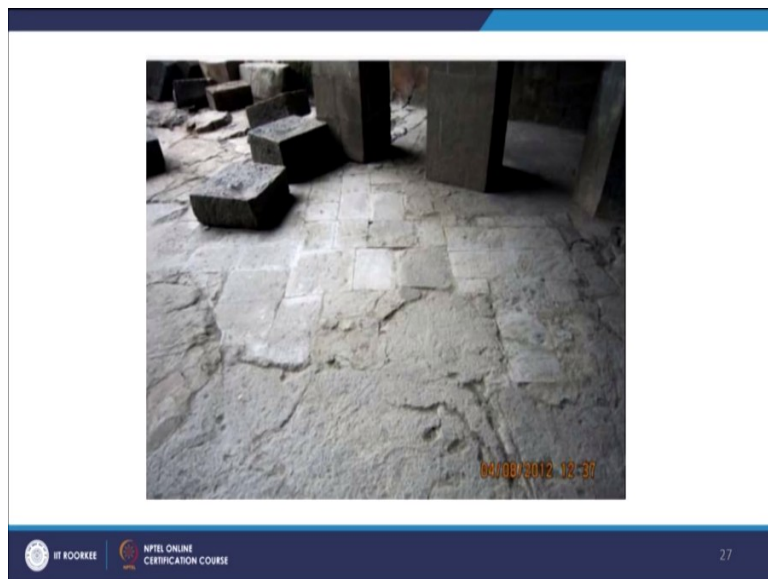 04/08/2012 12:37
IIT ROORKEE
NPTEL ONLINE
CERTIFICATION COURSE
27